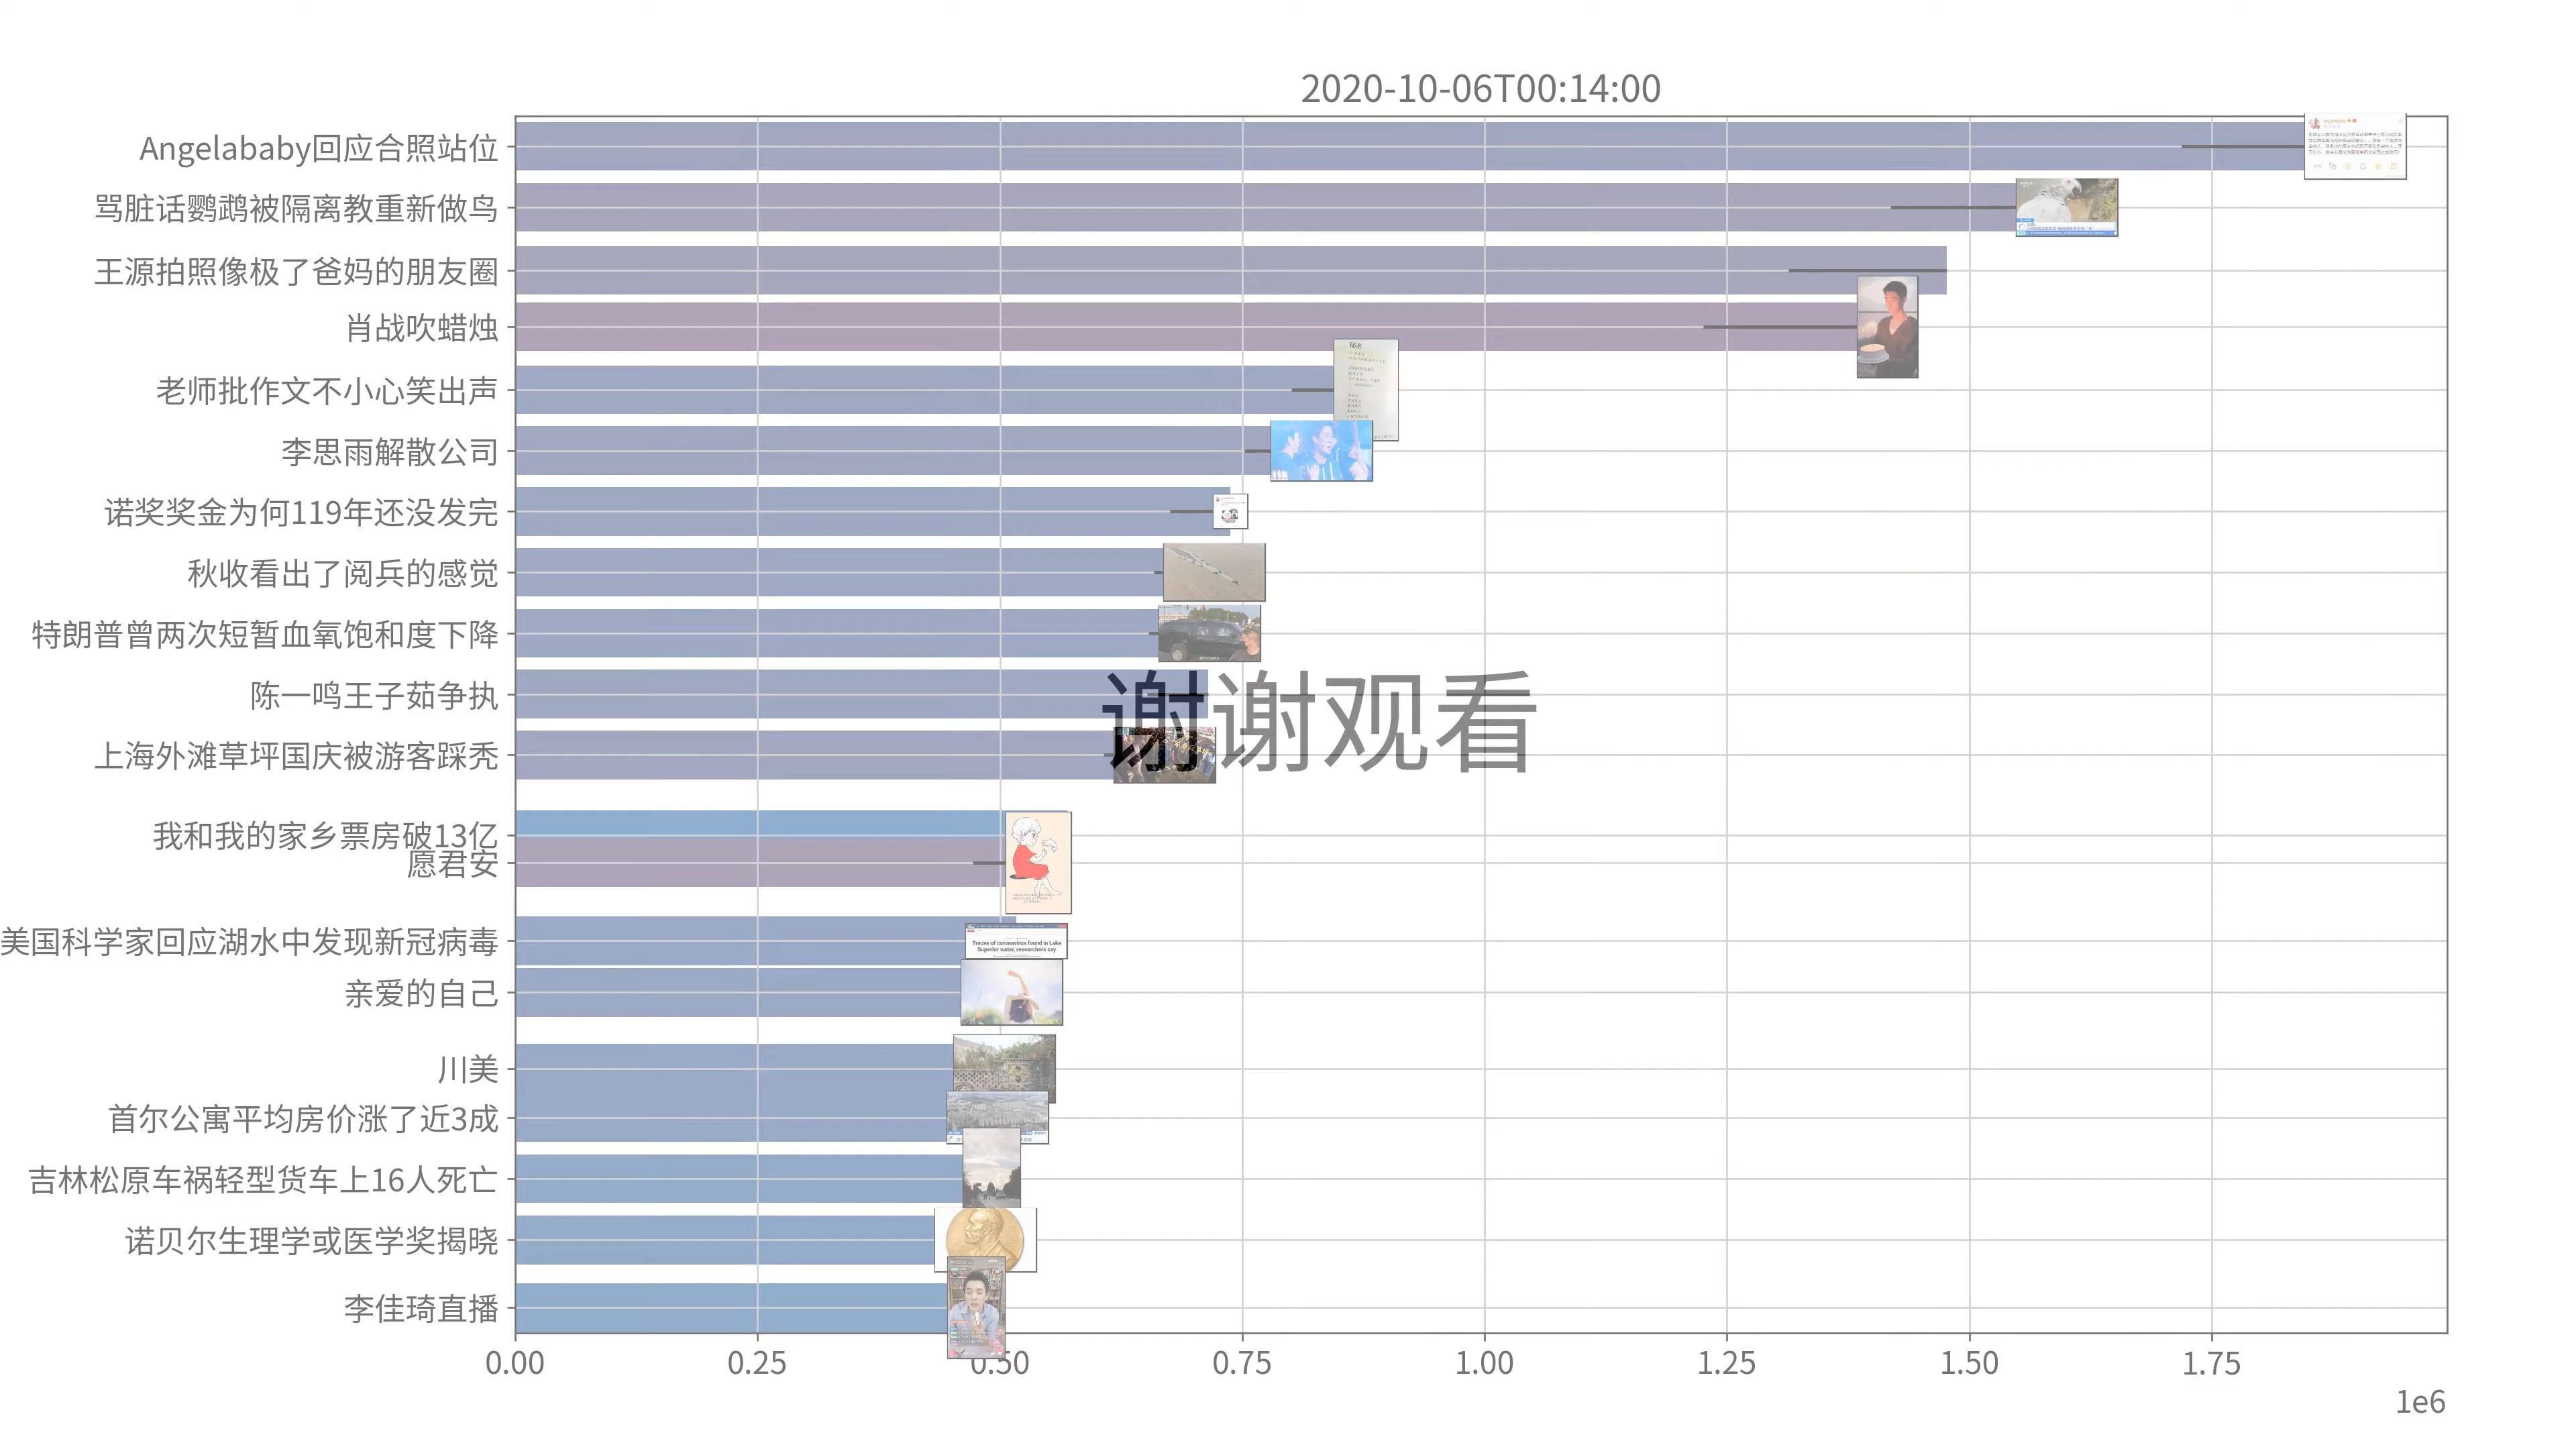 2020-10-06T00:14:00
Angelababy回应合照站位
骂脏话鹦鹉被隔离教重新做鸟
王源拍照像极了爸妈的朋友圈
肖战吹蜡烛
老师批作文不小心笑出声
李思雨解散公司
诺奖奖金为何119年还没发完
秋收看出了阅兵的感觉
特朗普曾两次短暂血氧饱和度下降
陈一鸣王子茹争执
谢谢观看
上海外滩草坪国庆被游客踩秃
我和我的家乡票房破13亿
愿君安
美国科学家回应湖水中发现新冠病毒
Traces of coronavirus found in Lake
Superior water, researchers say
亲爱的自己
川美
首尔公寓平均房价涨了近3成
吉林松原车祸轻型货车上16人死亡
诺贝尔生理学或医学奖揭晓
李佳琦直播
0.00 0.25 0.50 0.75 1.00 1.25 1.50 1.75
1e6